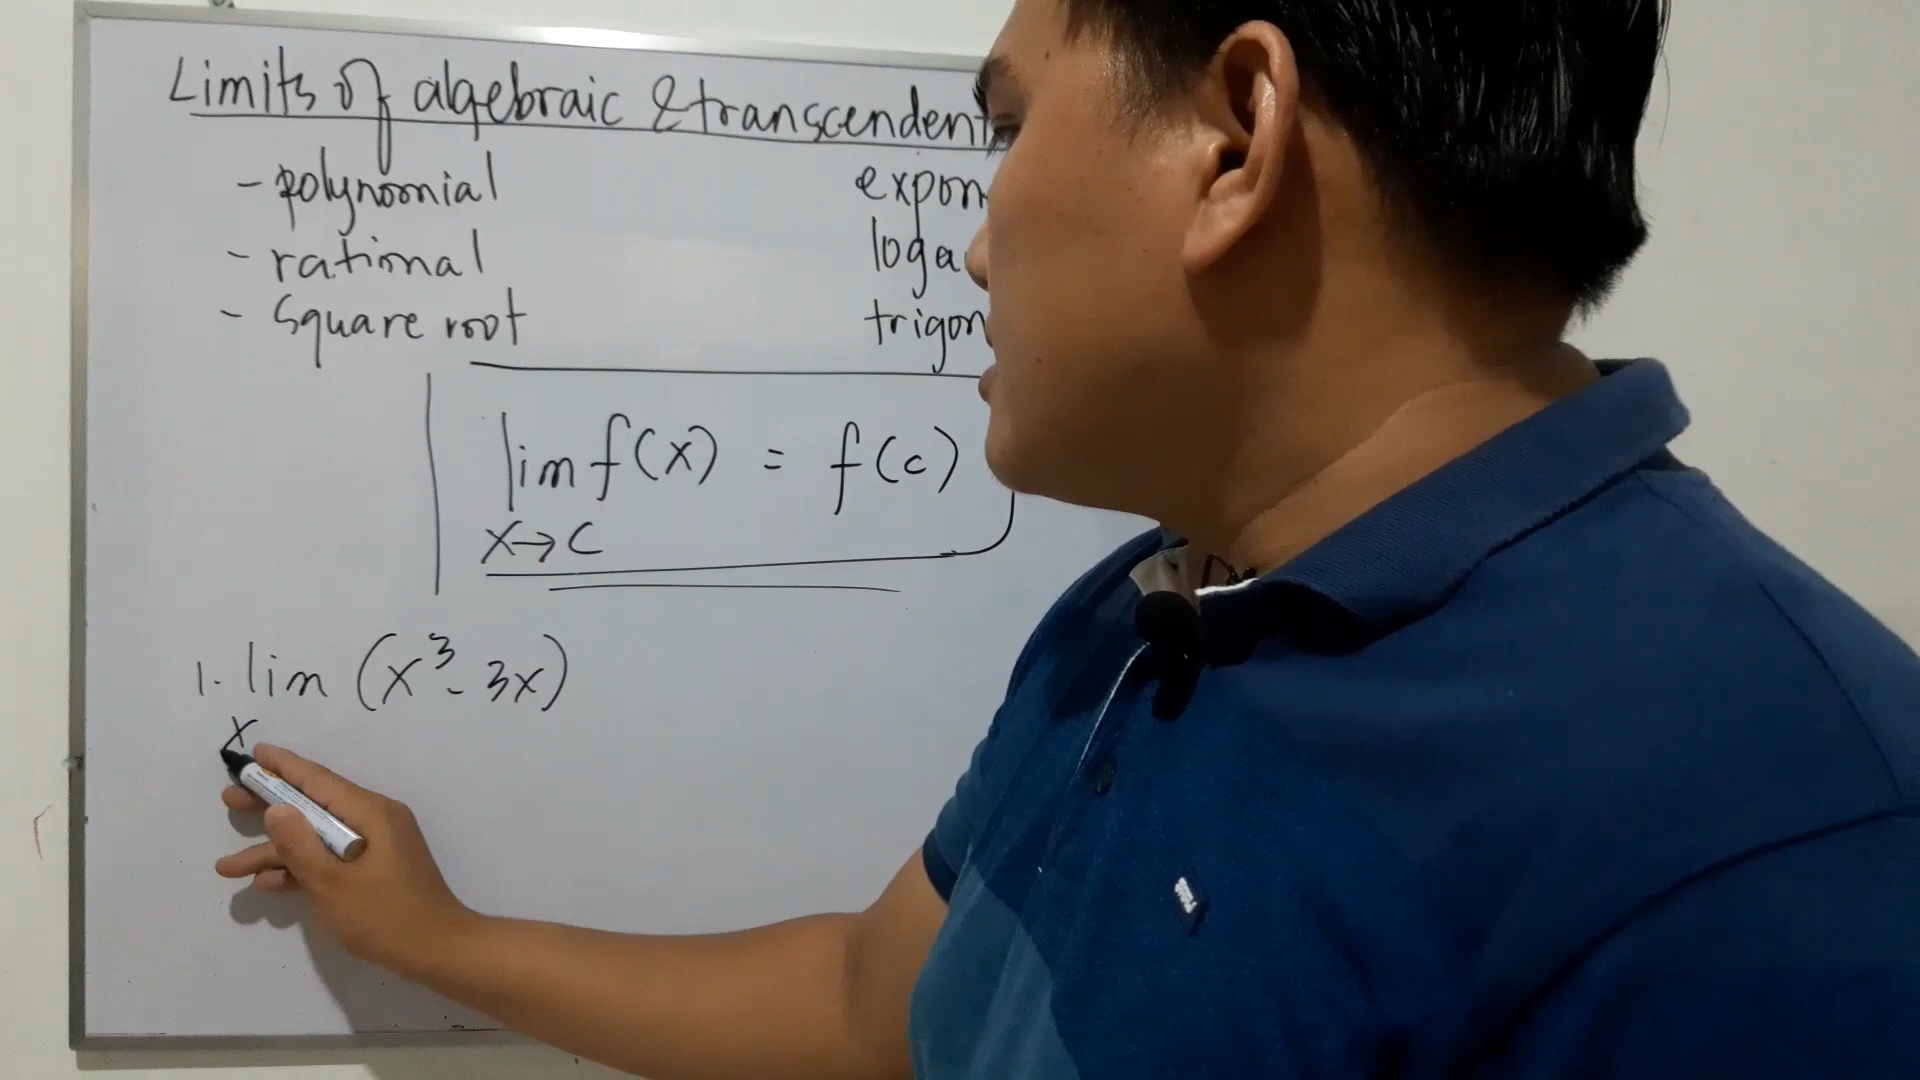 Limits of algebraic & transcendent
- polynomial
- rational
- Square root
expon
loga
trigon
lim f(x) = f(c)
x→c
1. lim (x³ - 3x)
x